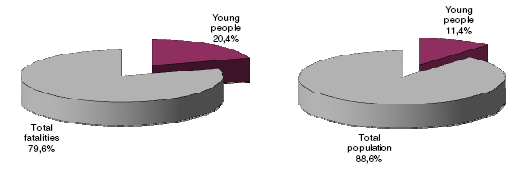 Young
people
20,4%
Total
fatalities
79,6%
Young
people
11,4%
Total
population
88,6%